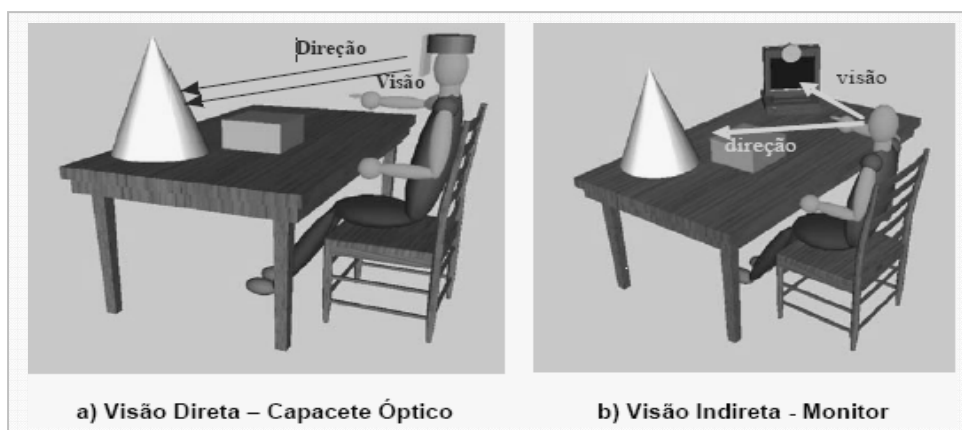 Direção
Visão
visão
direção
a) Visão Direta – Capacete Óptico
b) Visão Indireta - Monitor